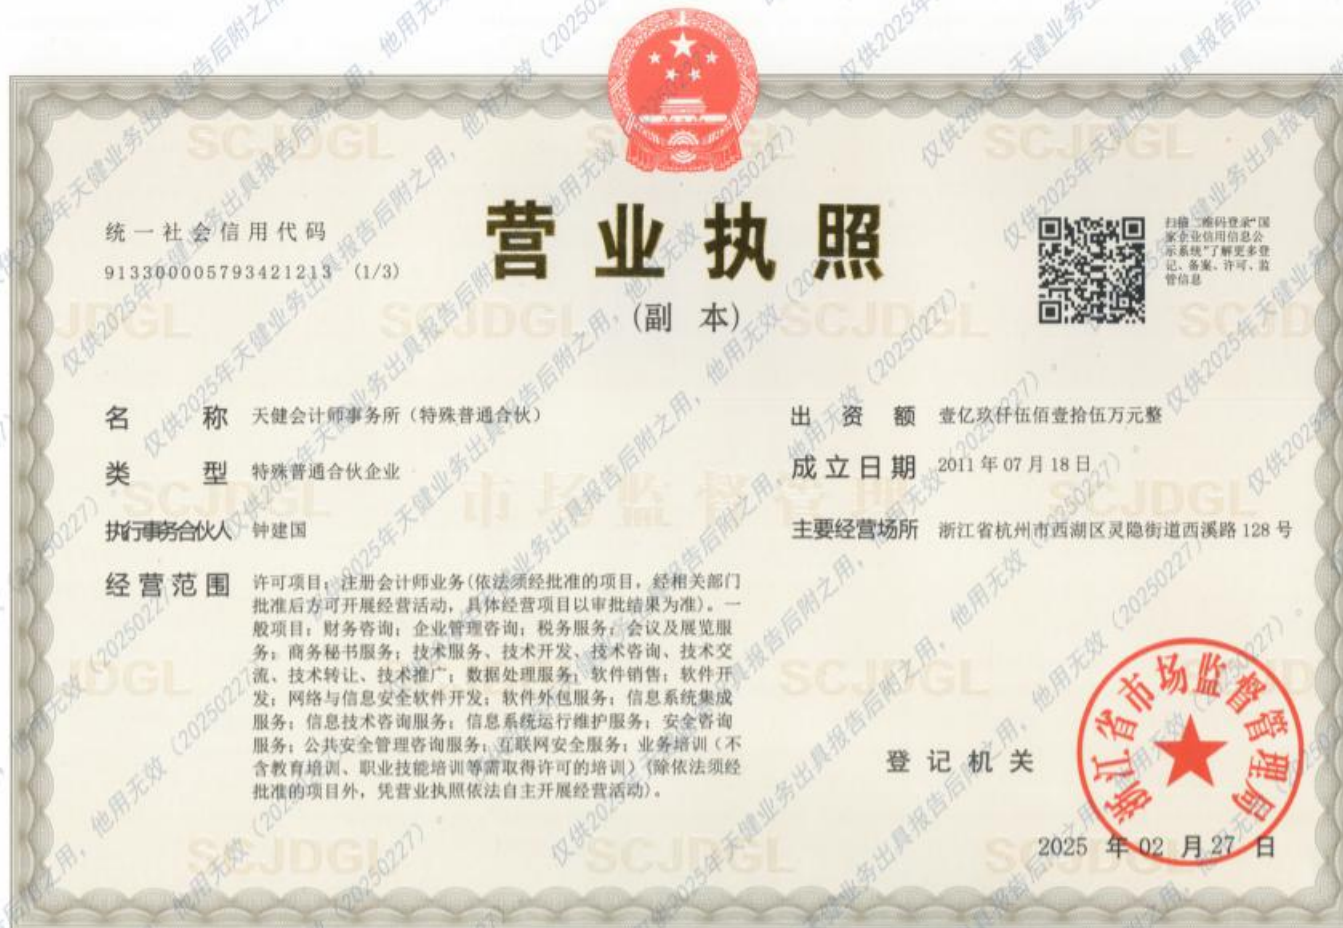 统一社会信用代码
913300005793421213 (1/3)
营业执照
(副 本)
扫描二维码登录“国
家企业信用信息公
示系统”了解更多登
记、备案、许可、监
管信息
名 称 天健会计师事务所（特殊普通合伙）
类 型 特殊普通合伙企业
执行事务合伙人 钟建国
经营范围 许可项目：注册会计师业务(依法须经批准的项目，经相关部门
批准后方可开展经营活动，具体经营项目以审批结果为准)。一
般项目：财务咨询；企业管理咨询；税务服务；会议及展览服
务；商务秘书服务；技术服务、技术开发、技术咨询、技术交
流、技术转让、技术推广；数据处理服务；软件销售；软件开
发；网络与信息安全软件开发；软件外包服务；信息系统集成
服务；信息技术咨询服务；信息系统运行维护服务；安全咨询
服务；公共安全管理咨询服务；互联网安全服务；业务培训（不
含教育培训、职业技能培训等需取得许可的培训）(除依法须经
批准的项目外，凭营业执照依法自主开展经营活动)。
出 资 额 壹亿玖仟伍佰壹拾伍万元整
成立日期 2011 年 07 月 18 日
主要经营场所 浙江省杭州市西湖区灵隐街道西溪路 128 号
登记机关
浙江省市场监督管理局
2025 年 02 月 27 日
SCJDGL
市场监督管理
仅供2025年天健业务出具报告后附之用，他用无效（20250227）.